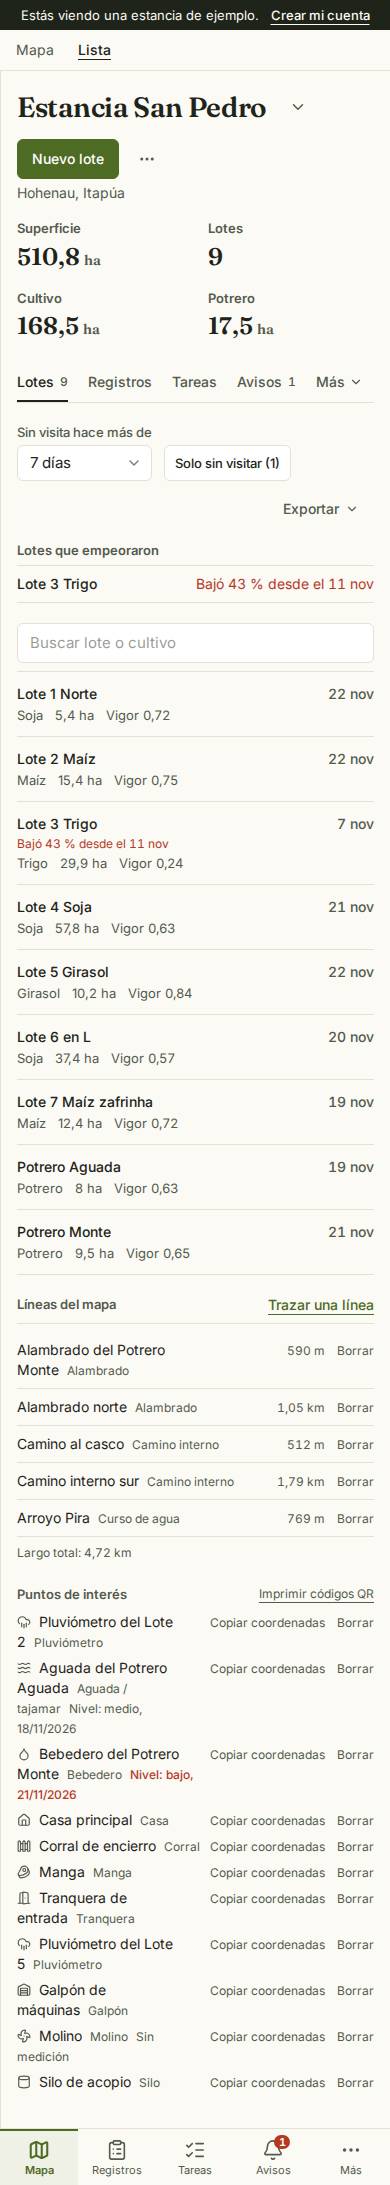 Estás viendo una estancia de ejemplo. Crear mi cuenta
Mapa Lista
Estancia San Pedro
Nuevo lote ...
Hohenau, Itapúa
Superficie Lotes
510,8 ha 9
Cultivo Potrero
168,5 ha 17,5 ha
Lotes 9 Registros Tareas Avisos 1 Más
Sin visita hace más de
7 días Solo sin visitar (1)
Exportar
Lotes que empeoraron
Lote 3 Trigo Bajó 43 % desde el 11 nov
Buscar lote o cultivo
Lote 1 Norte 22 nov
Soja 5,4 ha Vigor 0,72
Lote 2 Maíz 22 nov
Maíz 15,4 ha Vigor 0,75
Lote 3 Trigo 7 nov
Bajó 43 % desde el 11 nov
Trigo 29,9 ha Vigor 0,24
Lote 4 Soja 21 nov
Soja 57,8 ha Vigor 0,63
Lote 5 Girasol 22 nov
Girasol 10,2 ha Vigor 0,84
Lote 6 en L 20 nov
Soja 37,4 ha Vigor 0,57
Lote 7 Maíz zafrinha 19 nov
Maíz 12,4 ha Vigor 0,72
Potrero Aguada 19 nov
Potrero 8 ha Vigor 0,63
Potrero Monte 21 nov
Potrero 9,5 ha Vigor 0,65
Líneas del mapa Trazar una línea
Alambrado del Potrero 590 m Borrar
Monte Alambrado
Alambrado norte Alambrado 1,05 km Borrar
Camino al casco Camino interno 512 m Borrar
Camino interno sur Camino interno 1,79 km Borrar
Arroyo Pira Curso de agua 769 m Borrar
Largo total: 4,72 km
Puntos de interés Imprimir códigos QR
Pluviómetro del Lote Copiar coordenadas Borrar
2 Pluviómetro
Aguada del Potrero Copiar coordenadas Borrar
Aguada Aguada /
tajamar Nivel: medio,
18/11/2026
Bebedero del Potrero Copiar coordenadas Borrar
Monte Bebedero Nivel: bajo,
21/11/2026
Casa principal Casa Copiar coordenadas Borrar
Corral de encierro Corral Copiar coordenadas Borrar
Manga Manga Copiar coordenadas Borrar
Tranquera de Copiar coordenadas Borrar
entrada Tranquera
Pluviómetro del Lote Copiar coordenadas Borrar
5 Pluviómetro
Galpón de Copiar coordenadas Borrar
máquinas Galpón
Molino Molino Sin Copiar coordenadas Borrar
medición
Silo de acopio Silo Copiar coordenadas Borrar
1
Mapa Registros Tareas Avisos Más